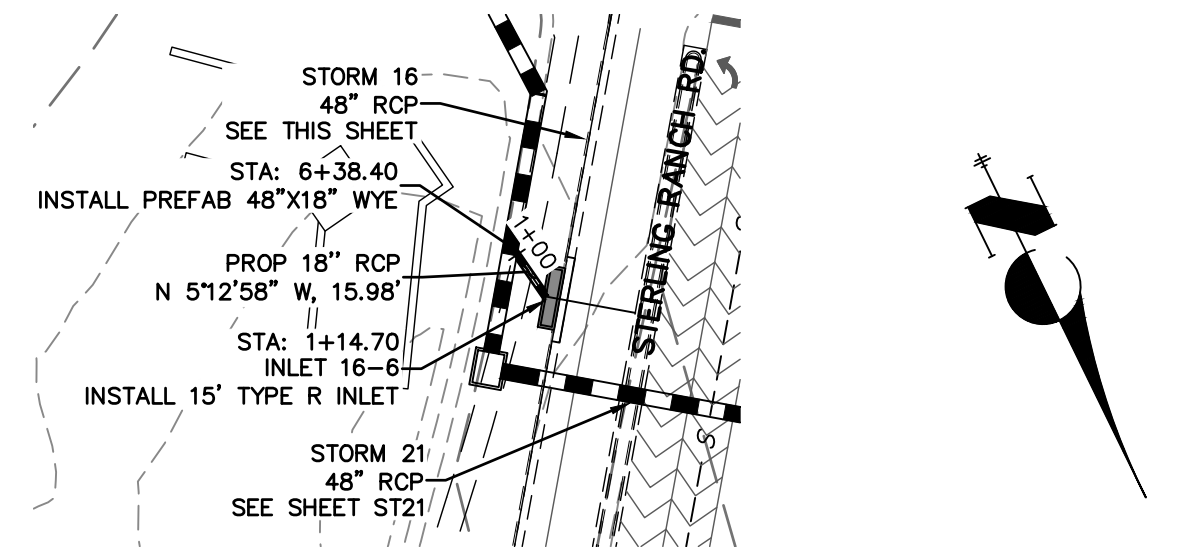 STORM 16
48" RCP
SEE THIS SHEET
STA: 6+38.40
INSTALL PREFAB 48"X18" WYE
PROP 18" RCP
N 5°12'58" W, 15.98'
STA: 1+14.70
INLET 16-6
INSTALL 15' TYPE R INLET
STORM 21
48" RCP
SEE SHEET ST21
1+00
STERLING RANCH RD.
S